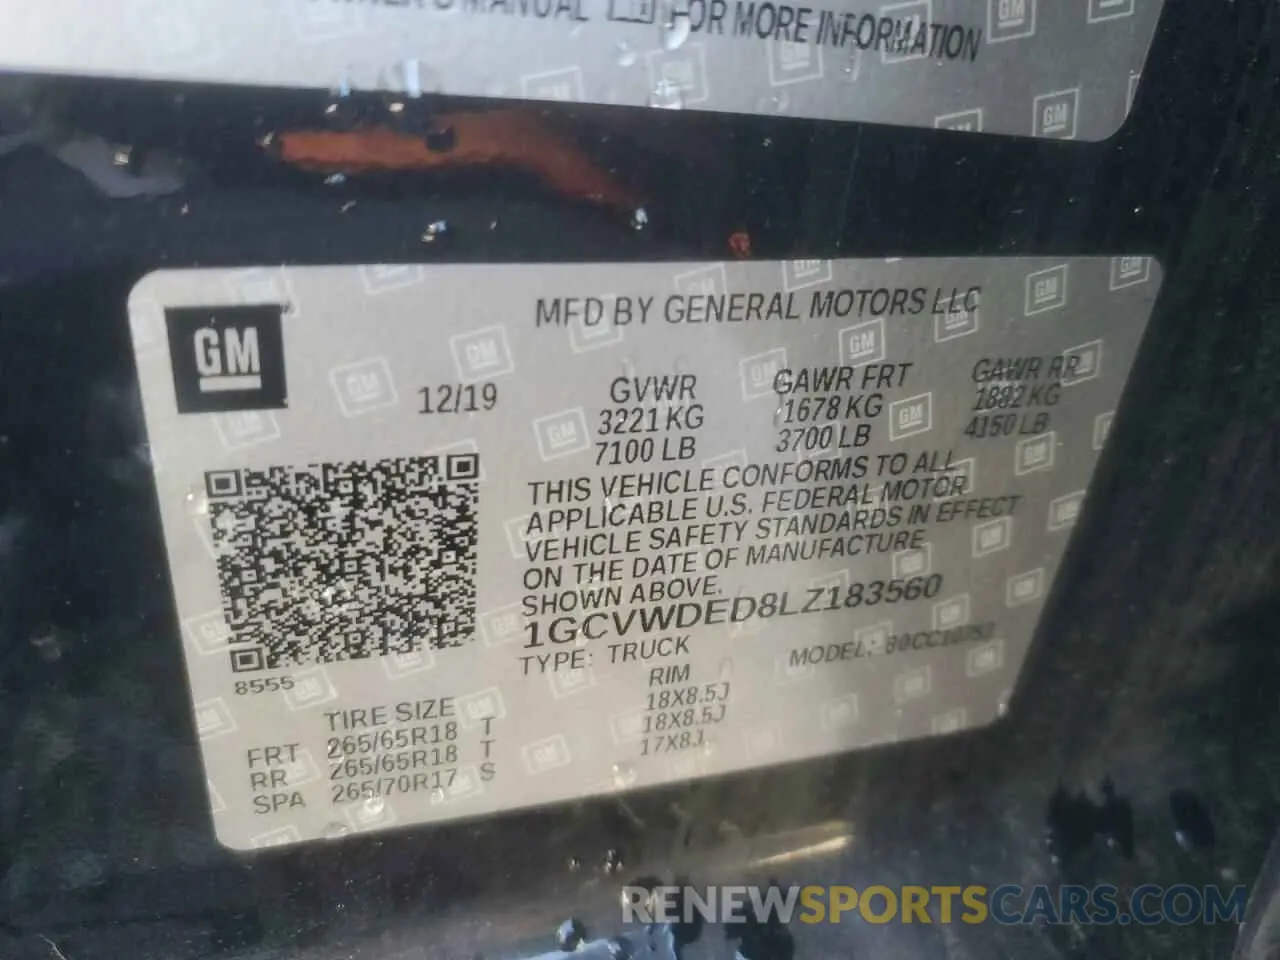 MANUAL FOR MORE INFORMATION
GM
MFD BY GENERAL MOTORS LLC
12/19
GVWR GAWR FRT GAWR RR
3221 KG 1678 KG 1882 KG
7100 LB 3700 LB 4150 LB
THIS VEHICLE CONFORMS TO ALL
APPLICABLE U.S. FEDERAL MOTOR
VEHICLE SAFETY STANDARDS IN EFFECT
ON THE DATE OF MANUFACTURE
SHOWN ABOVE.
1GCVWDED8LZ183560
TYPE: TRUCK MODEL:
8555
TIRE SIZE RIM
FRT 265/65R18 T 18X8.5J
RR 265/65R18 T 18X8.5J
SPA 265/70R17 S 17X8J
RENEWSPORTSCARS.COM